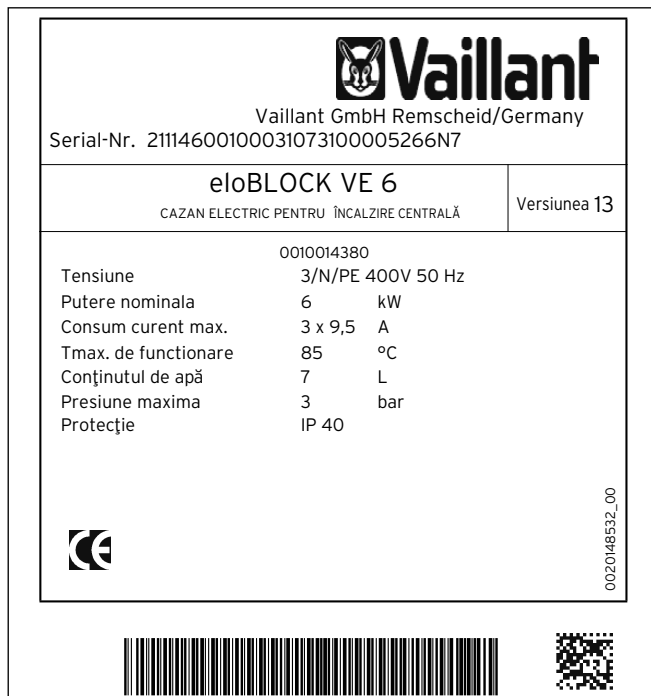 Vaillant
Vaillant GmbH Remscheid/Germany
Serial-Nr. 21114600100031073100005266N7
eloBLOCK VE 6
CAZAN ELECTRIC PENTRU ÎNCALZIRE CENTRALĂ
Versiunea 13
0010014380
Tensiune 3/N/PE 400V 50 Hz
Putere nominala 6 kW
Consum curent max. 3 x 9,5 A
Tmax. de functionare 85 °C
Conţinutul de apă 7 L
Presiune maxima 3 bar
Protecţie IP 40
CE
0020148532_00